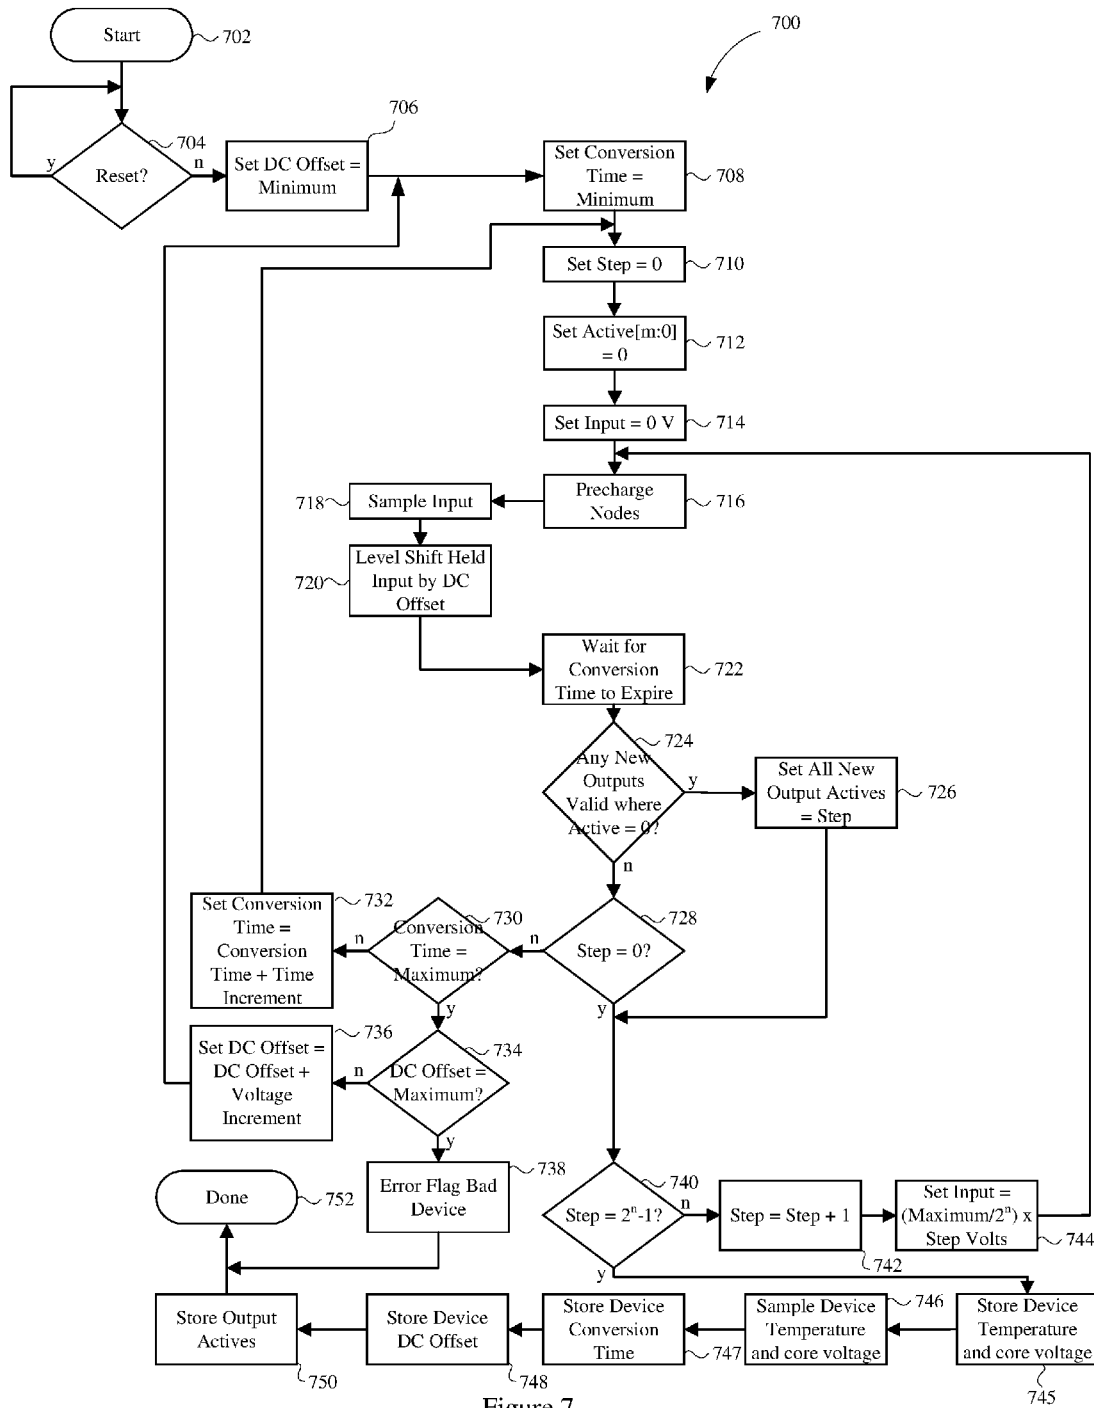 Start
702
700
706
704
y
Reset?
n
Set DC Offset =
Minimum
Set Conversion
Time =
Minimum
708
Set Step = 0
710
Set Active[m:0]
= 0
712
Set Input = 0 V
714
Precharge
Nodes
716
718
Sample Input
720
Level Shift Held
Input by DC
Offset
Wait for
Conversion
Time to Expire
722
724
Any New
Outputs
Valid where
Active = 0?
y
n
Set All New
Output Actives
= Step
726
732
Set Conversion
Time =
Conversion
Time + Time
Increment
n
730
Conversion
Time =
Maximum?
y
n
728
Step = 0?
y
736
Set DC Offset =
DC Offset +
Voltage
Increment
n
734
DC Offset =
Maximum?
y
738
Error Flag Bad
Device
Done
752
740
Step = 2ⁿ-1?
n
y
Step = Step + 1
742
Set Input =
(Maximum/2ⁿ) x
Step Volts
744
Store Output
Actives
750
Store Device
DC Offset
748
Store Device
Conversion
Time
747
746
Sample Device
Temperature
and core voltage
Store Device
Temperature
and core voltage
745
Figure 7